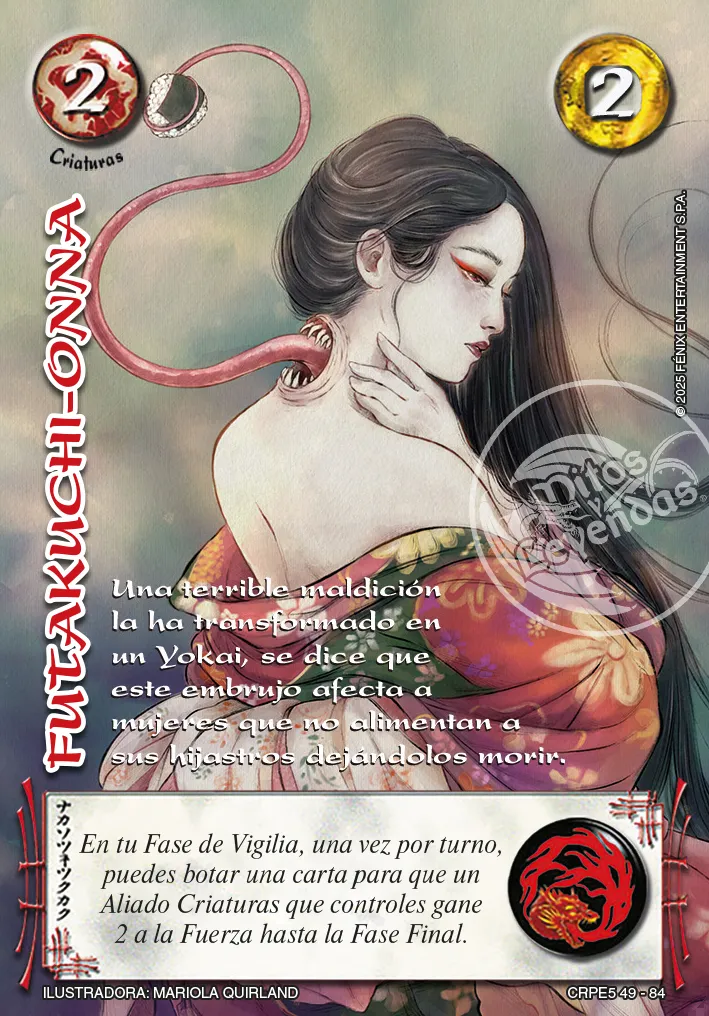 2
2
Criaturas
FUTAKUCHI-ONNA
© 2025 FÉNIX ENTERTAINMENT S.P.A.
Mitos
y
Leyendas
Una terrible maldición
la ha transformado en
un Yokai, se dice que
este embrujo afecta a
mujeres que no alimentan a
sus hijastros dejándolos morir.
En tu Fase de Vigilia, una vez por turno,
puedes botar una carta para que un
Aliado Criaturas que controles gane
2 a la Fuerza hasta la Fase Final.
ILUSTRADORA: MARIOLA QUIRLAND
CRPE5 49 - 84